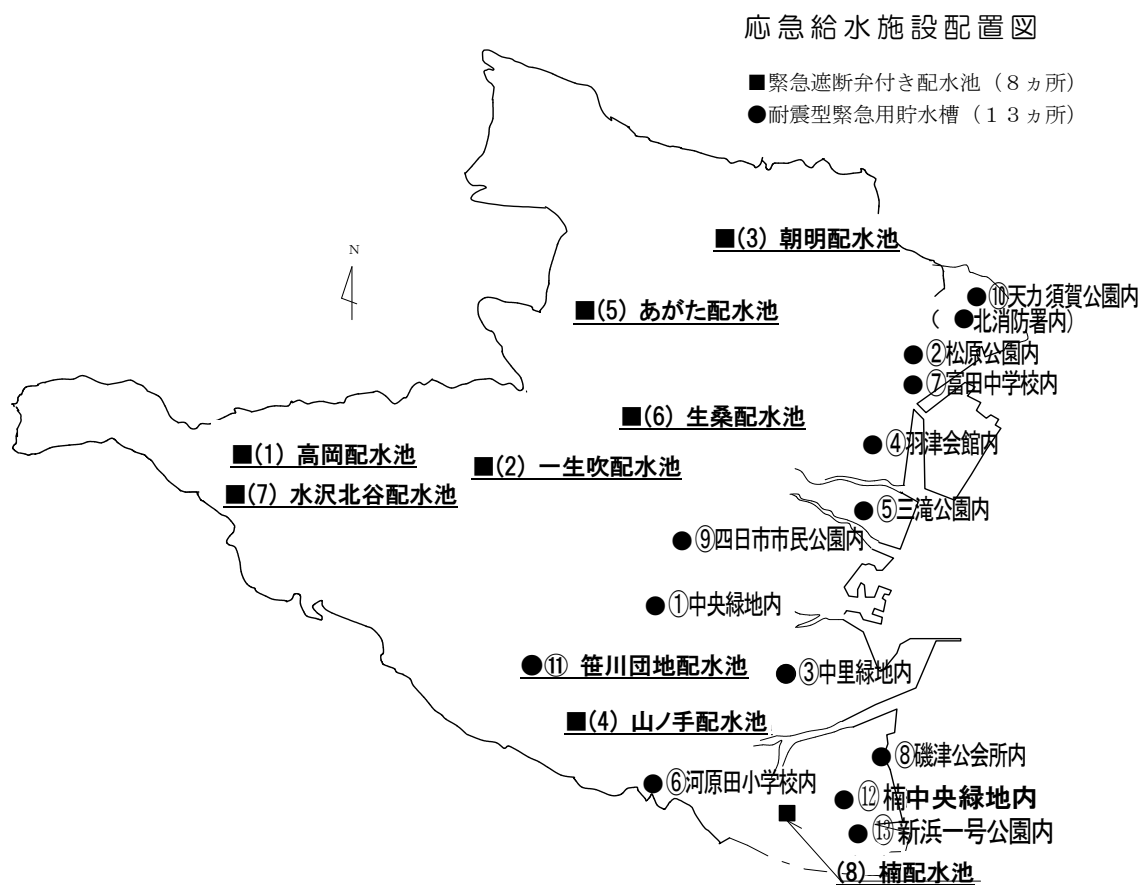 応急給水施設配置図
■緊急遮断弁付き配水池（８ヵ所）
●耐震型緊急用貯水槽（１３ヵ所）
N
■(3) 朝明配水池
●⑩天カ須賀公園内
(●北消防署内)
■(5) あがた配水池
●②松原公園内
●⑦富田中学校内
■(6) 生桑配水池
●④羽津会館内
■(1) 高岡配水池
■(2) 一生吹配水池
■(7) 水沢北谷配水池
●⑤三滝公園内
●⑨四日市市民公園内
●①中央緑地内
●⑪ 笹川団地配水池
●③中里緑地内
■(4) 山ノ手配水池
●⑧磯津公会所内
●⑥河原田小学校内
●⑫楠中央緑地内
●⑬新浜一号公園内
(8) 楠配水池